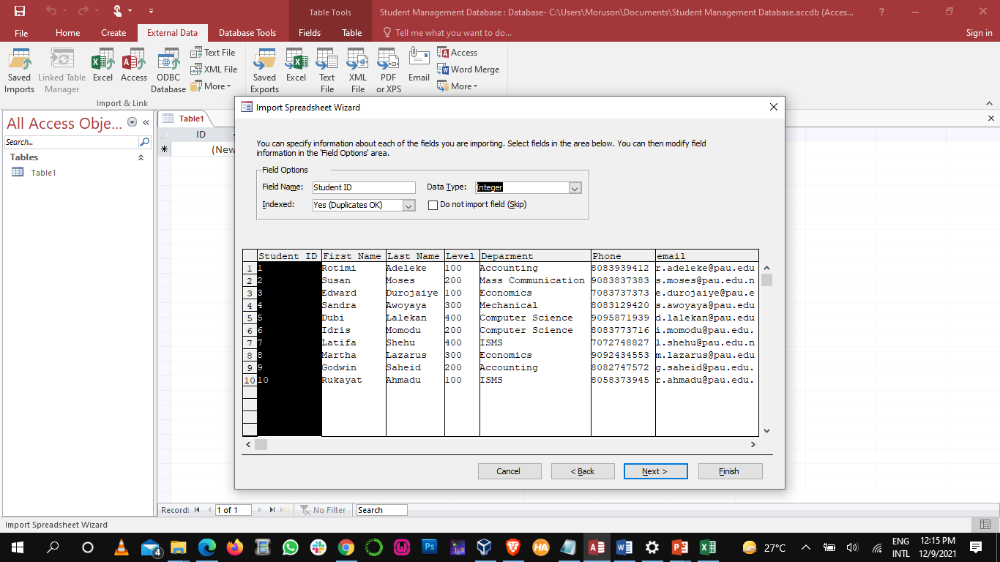 Table Tools
Student Management Database : Database- C:\Users\Moruson\Documents\Student Management Database.accdb (Acces...
?
File Home Create External Data Database Tools Fields Table Tell me what you want to do... Sign in
Saved Imports
Linked Table Manager
Excel
Access
ODBC Database
Text File
XML File
More
Saved Exports
Excel
Text File
XML File
PDF or XPS
Email
Access
Word Merge
More
Import & Link
All Access Obje...
Search...
Tables
Table1
Table1
ID
(New
Import Spreadsheet Wizard
You can specify information about each of the fields you are importing. Select fields in the area below. You can then modify field
information in the 'Field Options' area.
Field Options
Field Name: Student ID Data Type: Integer
Indexed: Yes (Duplicates OK) Do not import field (Skip)
Student ID First Name Last Name Level Deparment Phone email
1 1 Rotimi Adeleke 100 Accounting 8083939412 r.adeleke@pau.edu
2 2 Susan Moses 200 Mass Communication 9083837383 s.moses@pau.edu.n
3 3 Edward Durojaiye 100 Economics 7083737373 e.durojaiye@pau.e
4 4 Sandra Awoyaya 300 Mechanical 8083129420 s.awoyaya@pau.edu
5 5 Dubi Lalekan 400 Computer Science 9095871939 d.lalekan@pau.edu
6 6 Idris Momodu 200 Computer Science 8083773716 i.momodu@pau.edu.
7 7 Latifa Shehu 400 ISMS 7072748827 l.shehu@pau.edu.n
8 8 Martha Lazarus 300 Economics 9092434553 m.lazarus@pau.edu
9 9 Godwin Saheid 200 Accounting 8082747572 g.saheid@pau.edu.
10 10 Rukayat Ahmadu 100 ISMS 8058373945 r.ahmadu@pau.edu.
Cancel < Back Next > Finish
Record: 1 of 1 No Filter Search
Import Spreadsheet Wizard
4
Ps
TEX
HA
27°C
ENG
INTL
12:15 PM
12/9/2021